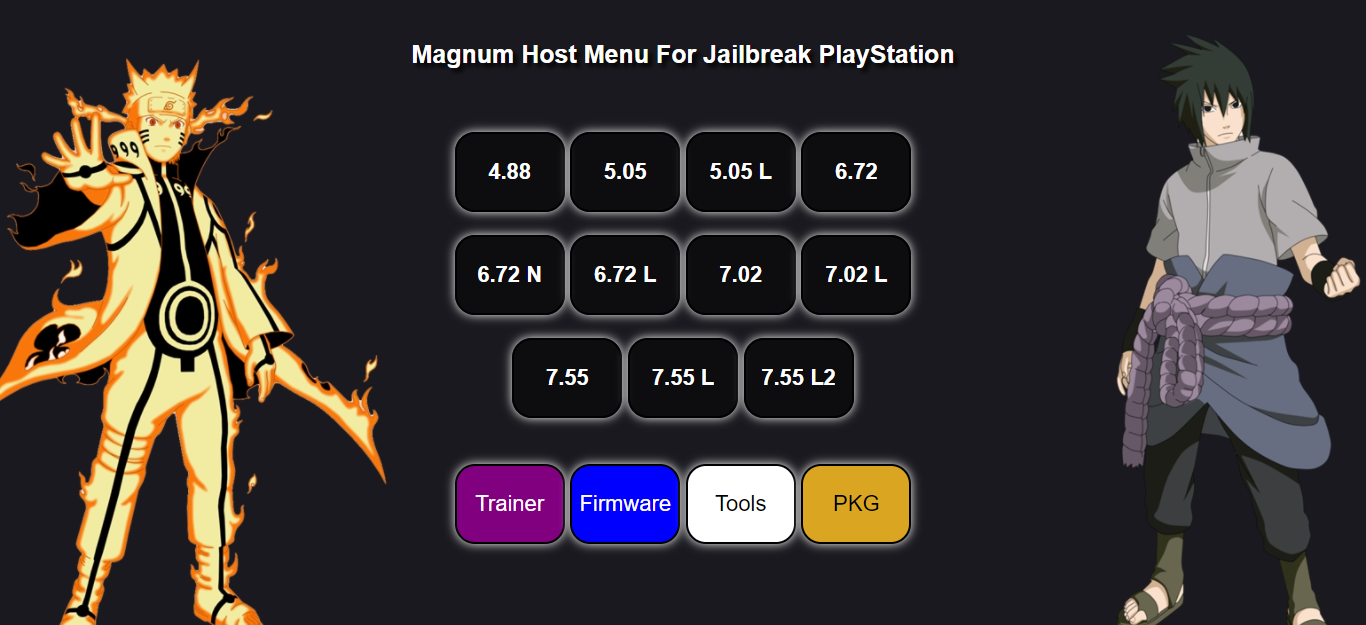 Magnum Host Menu For Jailbreak PlayStation
4.88 5.05 5.05 L 6.72
6.72 N 6.72 L 7.02 7.02 L
7.55 7.55 L 7.55 L2
Trainer Firmware Tools PKG